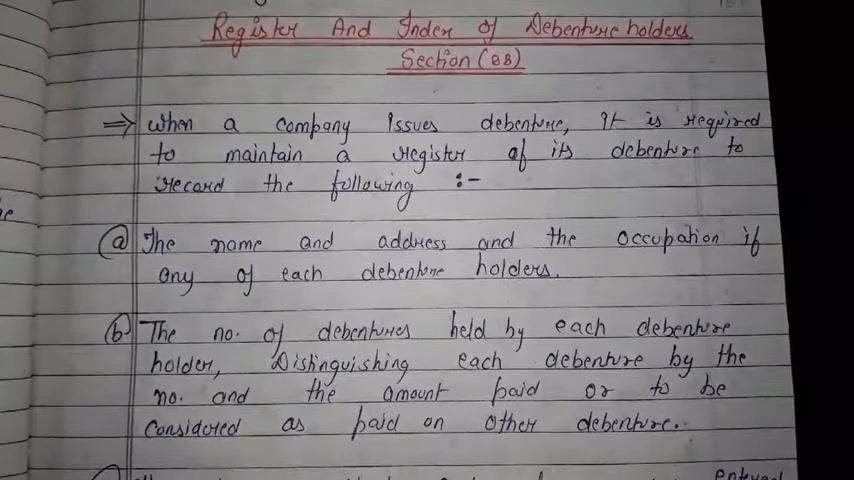 Register And Index of Debenture holders
Section (88)
⇒ When a company issues debenture, It is required
to maintain a register of its debenture to
record the following :-
(a) The name and address and the occupation if
any of each debenture holders.
(b) The no. of debentures held by each debenture
holder, Distinguishing each debenture by the
no. and the amount paid or to be
considered as paid on other debenture..
entered